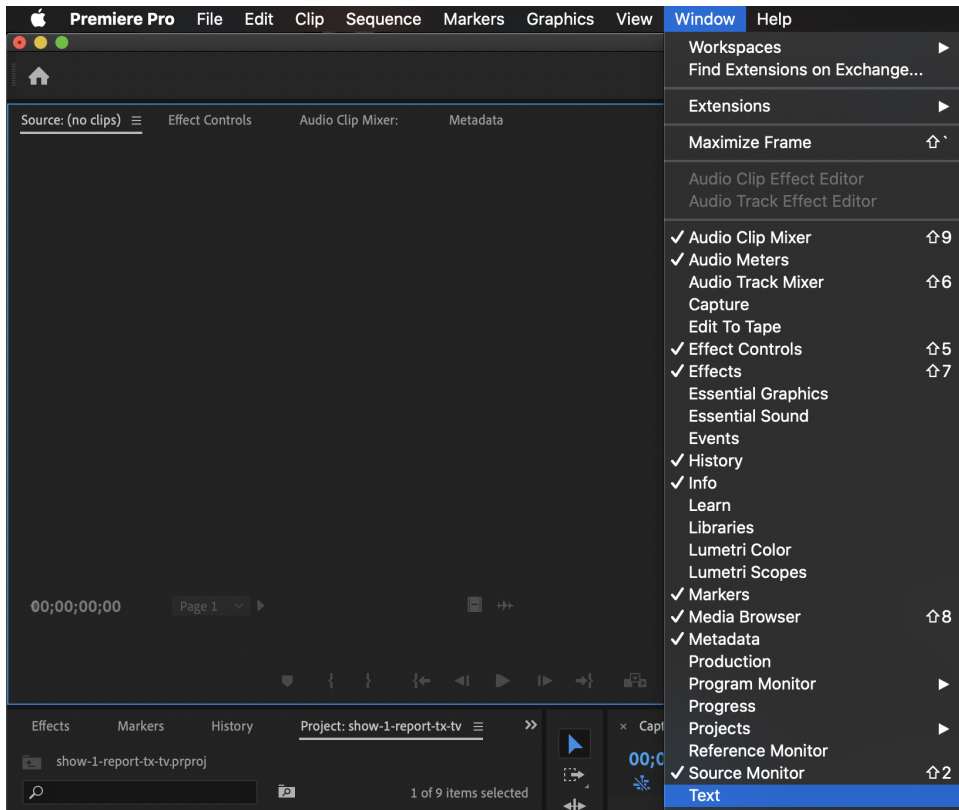 Premiere Pro File Edit Clip Sequence Markers Graphics View Window Help
Source: (no clips) Effect Controls Audio Clip Mixer: Metadata
00;00;00;00 Page 1
Effects Markers History Project: show-1-report-tx-tv
show-1-report-tx-tv.prproj
1 of 9 items selected
Workspaces
Find Extensions on Exchange...
Extensions
Maximize Frame ⇧`
Audio Clip Effect Editor
Audio Track Effect Editor
✓ Audio Clip Mixer ⇧9
✓ Audio Meters
Audio Track Mixer ⇧6
Capture
Edit To Tape
✓ Effect Controls ⇧5
✓ Effects ⇧7
Essential Graphics
Essential Sound
Events
✓ History
✓ Info
Learn
Libraries
Lumetri Color
Lumetri Scopes
✓ Markers
✓ Media Browser ⇧8
✓ Metadata
Production
Program Monitor
Progress
Projects
Reference Monitor
✓ Source Monitor ⇧2
Text